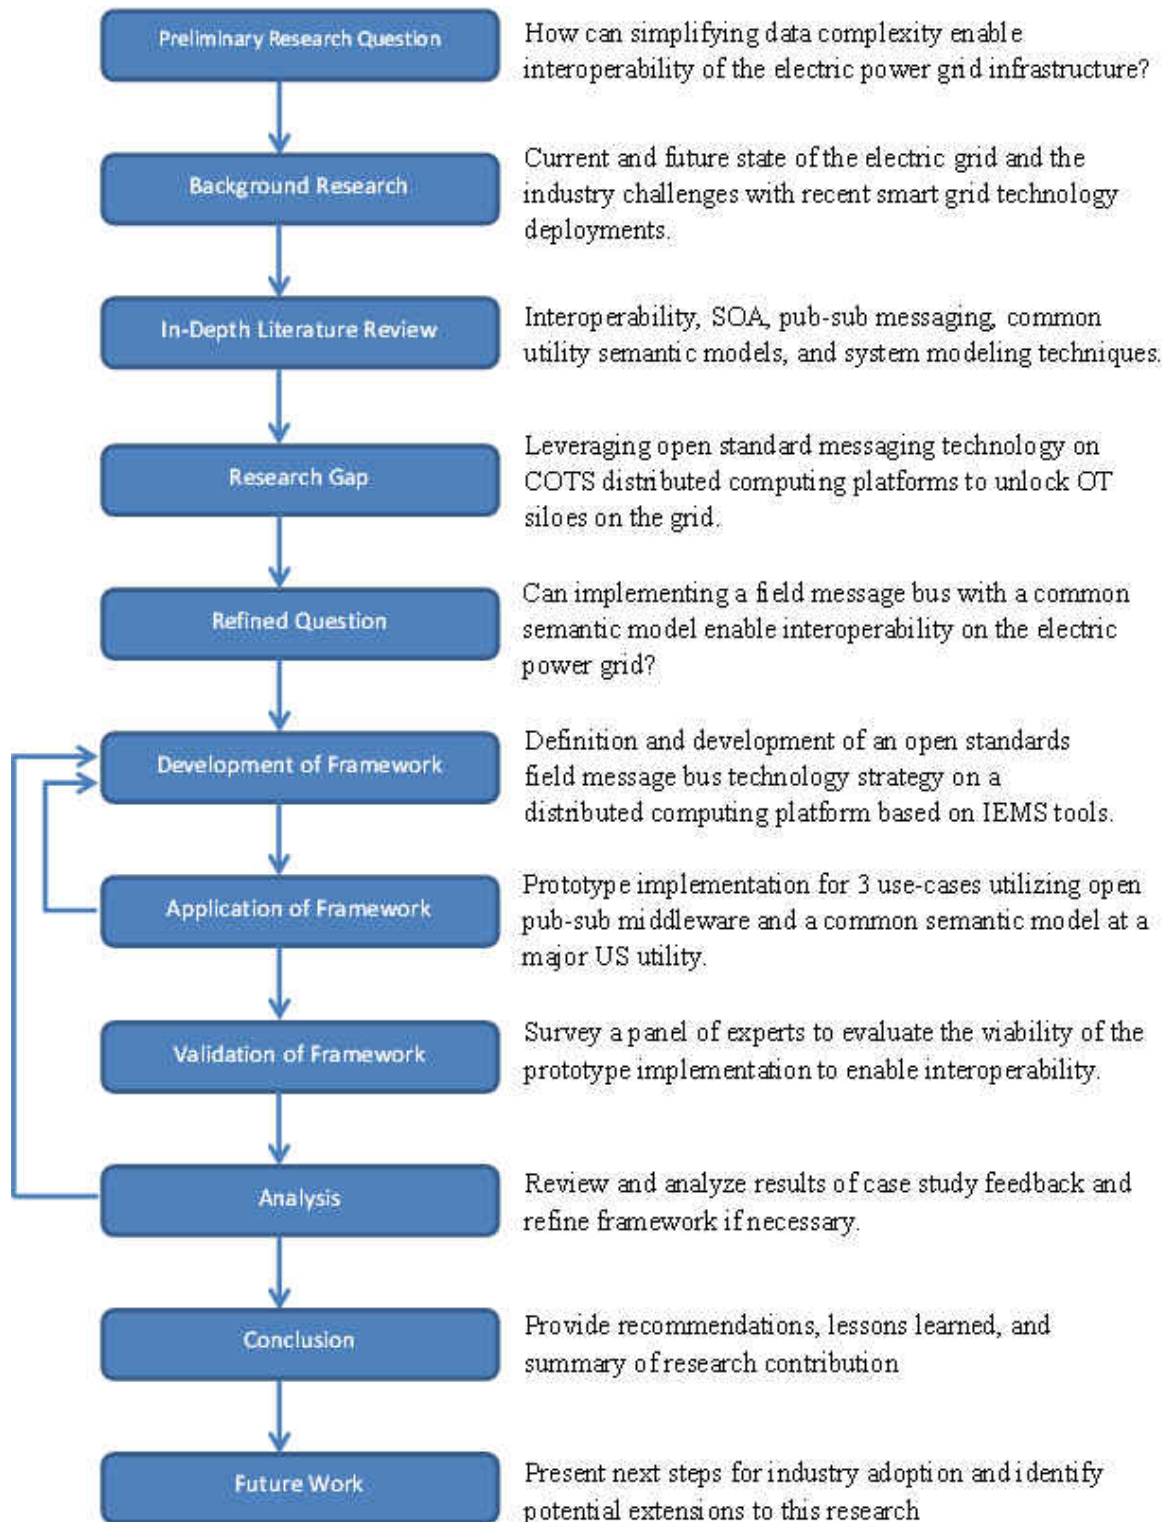 Preliminary Research Question
How can simplifying data complexity enable
interoperability of the electric power grid infrastructure?
Background Research
Current and future state of the electric grid and the
industry challenges with recent smart grid technology
deployments.
In-Depth Literature Review
Interoperability, SOA, pub-sub messaging, common
utility semantic models, and system modeling techniques.
Research Gap
Leveraging open standard messaging technology on
COTS distributed computing platforms to unlock OT
siloes on the grid.
Refined Question
Can implementing a field message bus with a common
semantic model enable interoperability on the electric
power grid?
Development of Framework
Definition and development of an open standards
field message bus technology strategy on a
distributed computing platform based on IEMS tools.
Application of Framework
Prototype implementation for 3 use-cases utilizing open
pub-sub middleware and a common semantic model at a
major US utility.
Validation of Framework
Survey a panel of experts to evaluate the viability of the
prototype implementation to enable interoperability.
Analysis
Review and analyze results of case study feedback and
refine framework if necessary.
Conclusion
Provide recommendations, lessons learned, and
summary of research contribution
Future Work
Present next steps for industry adoption and identify
potential extensions to this research